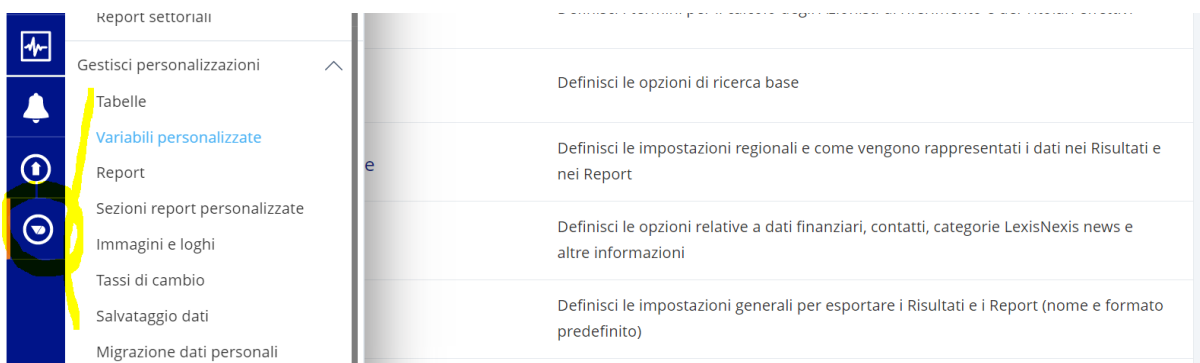 Report settoriali
Gestisci personalizzazioni
Tabelle
Variabili personalizzate
Report
Sezioni report personalizzate
Immagini e loghi
Tassi di cambio
Salvataggio dati
Migrazione dati personali
Definisci le opzioni di ricerca base
e
Definisci le impostazioni regionali e come vengono rappresentati i dati nei Risultati e
nei Report
Definisci le opzioni relative a dati finanziari, contatti, categorie LexisNexis news e
altre informazioni
Definisci le impostazioni generali per esportare i Risultati e i Report (nome e formato
predefinito)